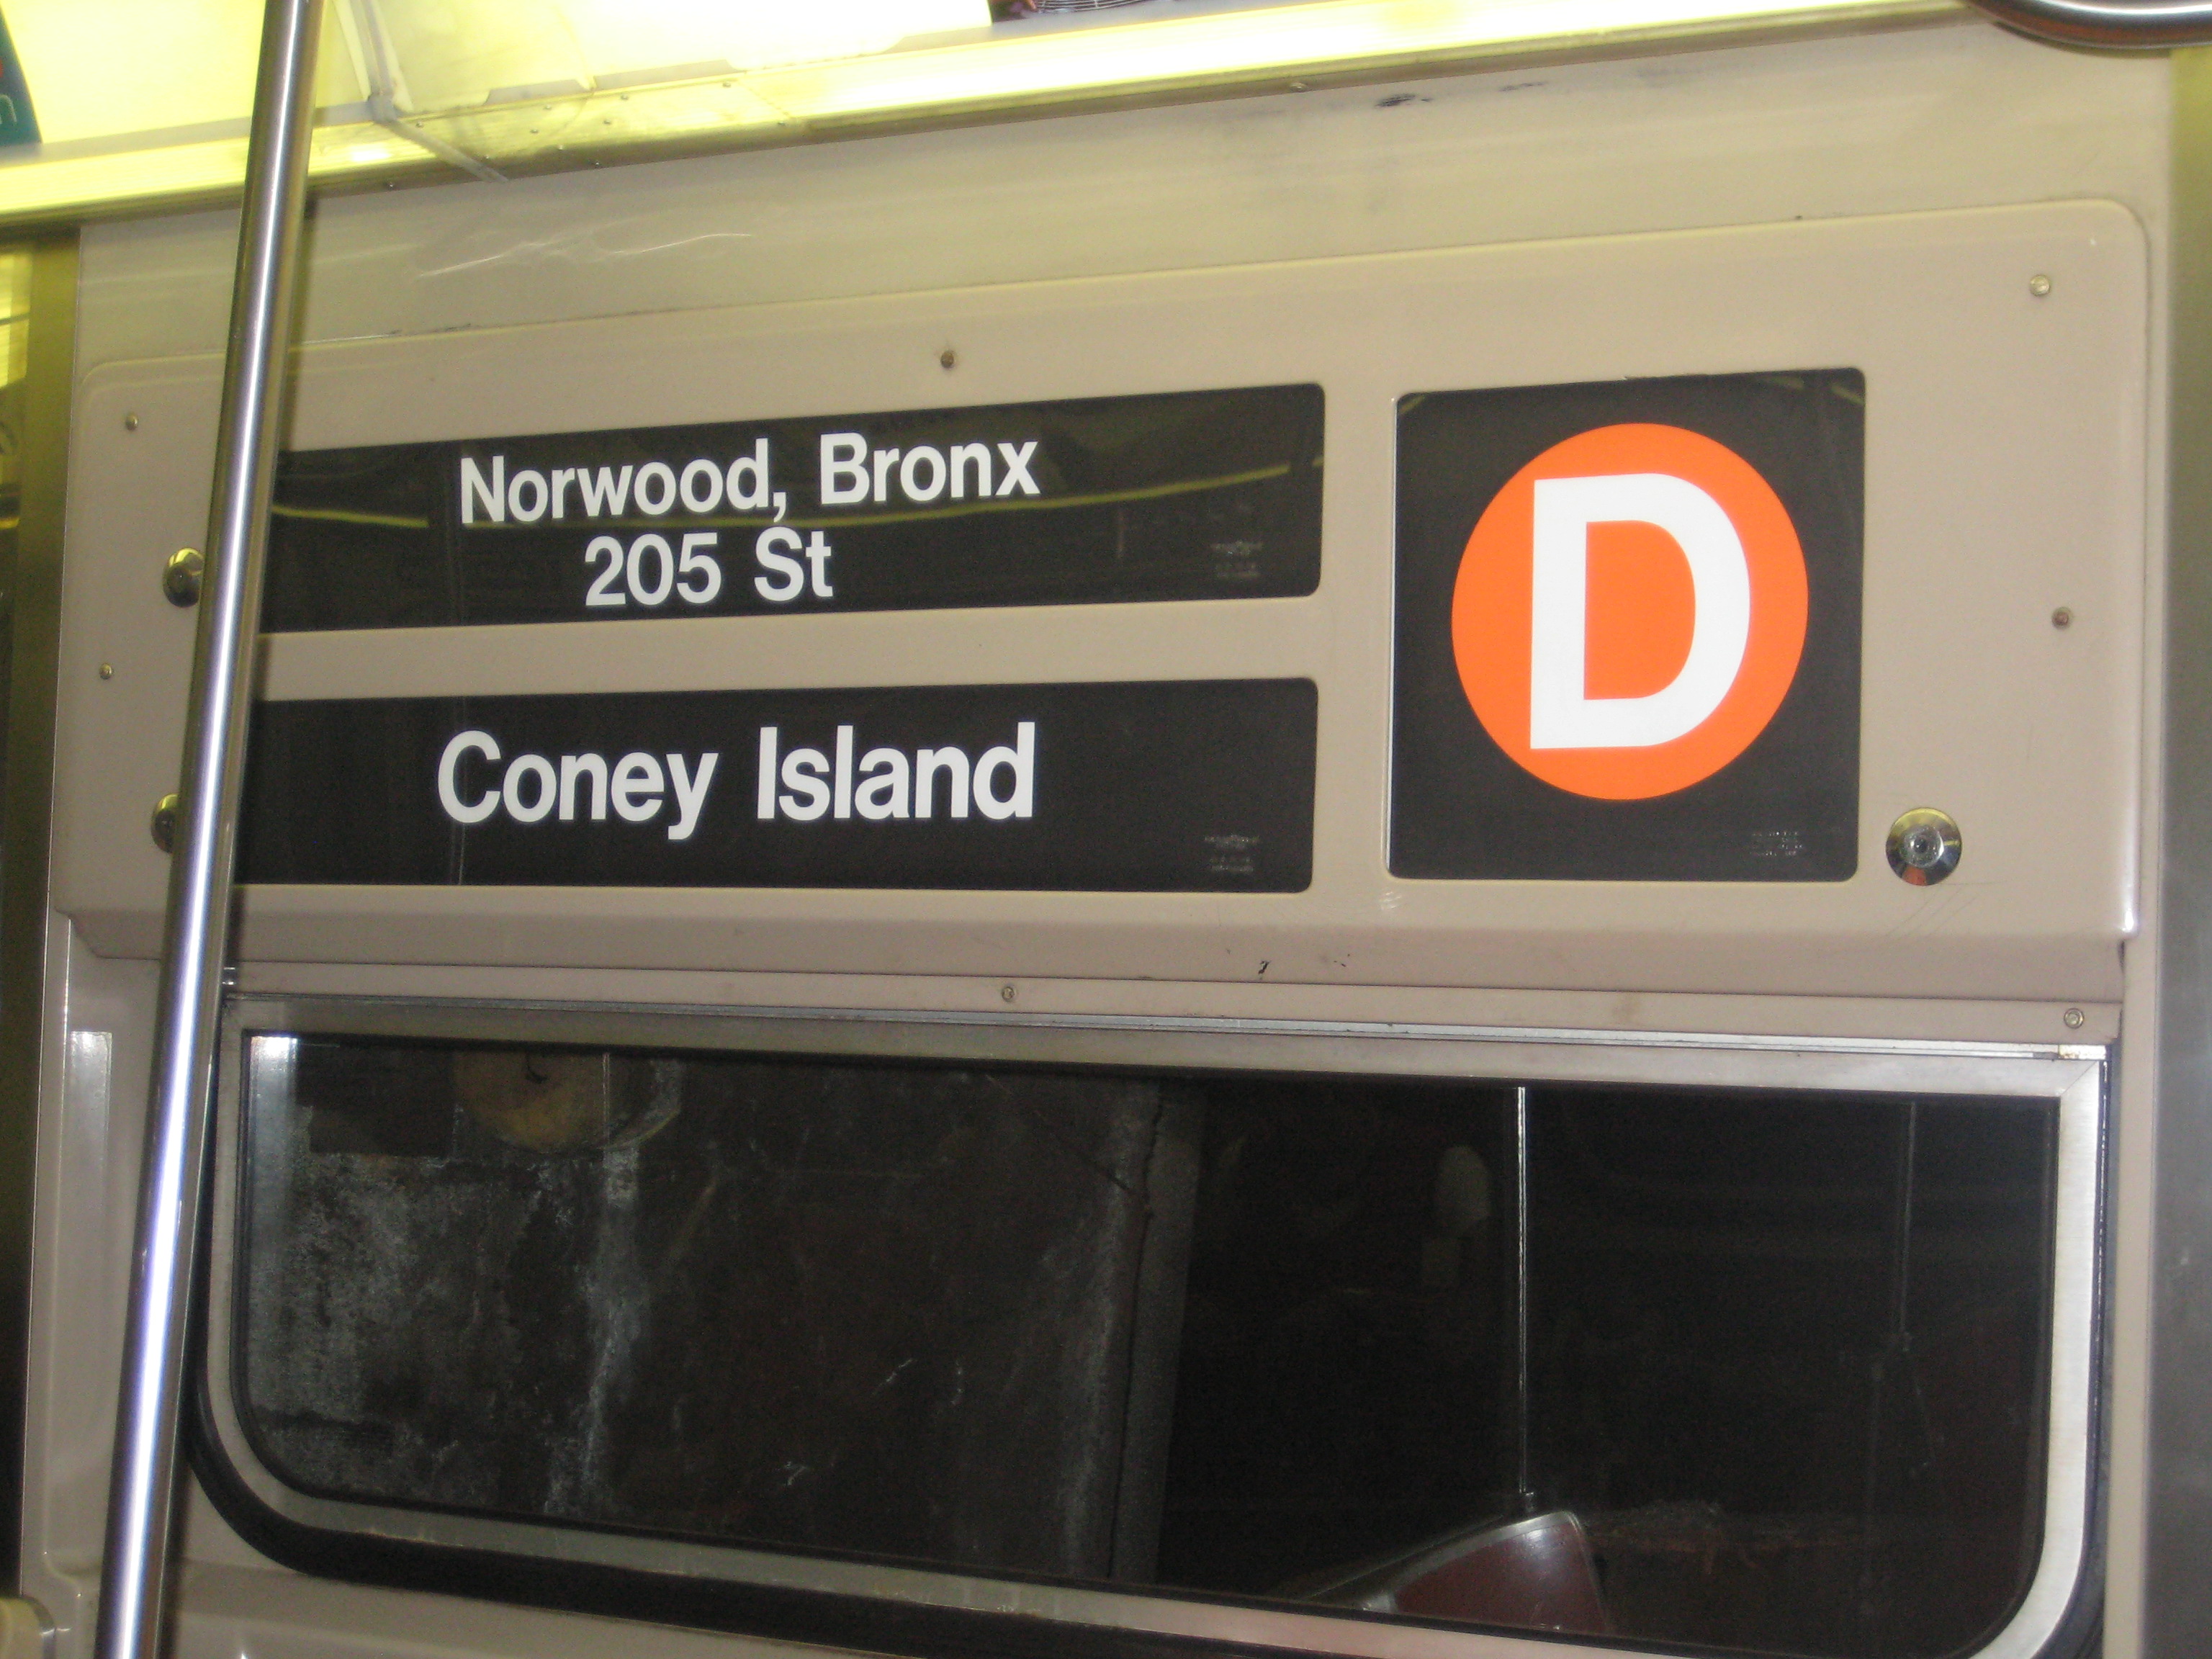 Norwood, Bronx
205 St
Coney Island
D